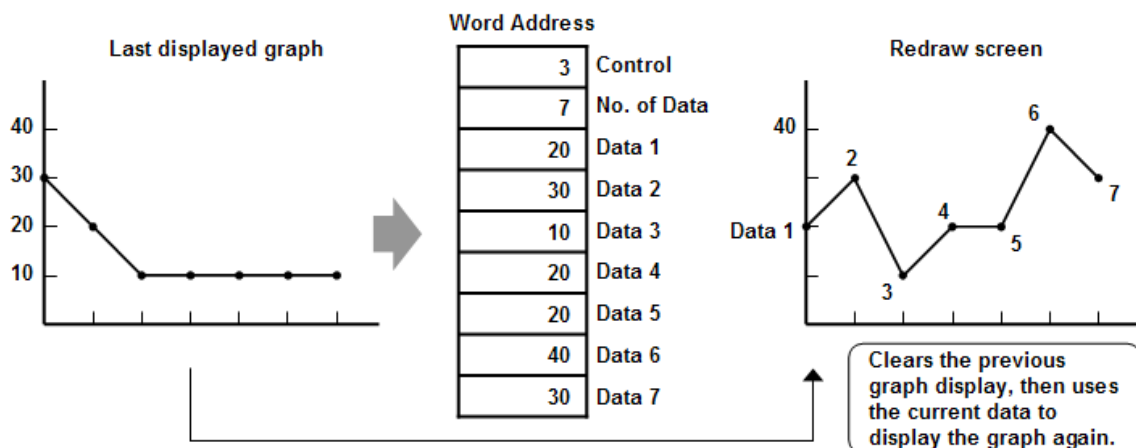 Word Address
Last displayed graph
Redraw screen
40
30
20
10
3 Control
7 No. of Data
20 Data 1
30 Data 2
10 Data 3
20 Data 4
20 Data 5
40 Data 6
30 Data 7
40
Data 1
2
3
4
5
6
7
Clears the previous
graph display, then uses
the current data to
display the graph again.